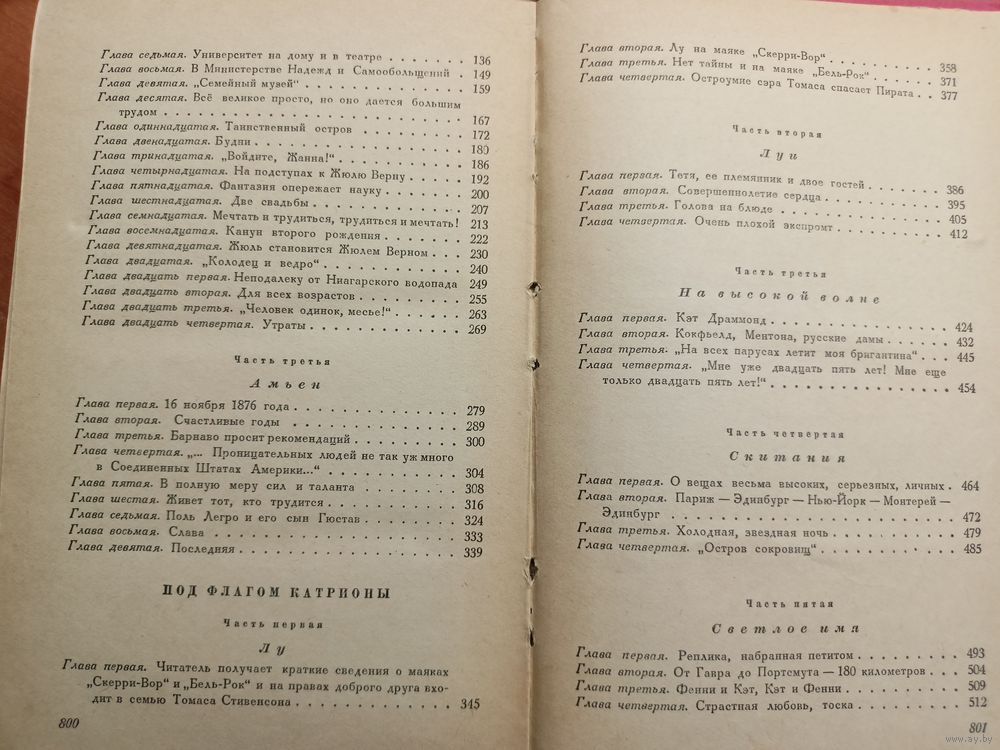 Глава седьмая. Университет на дому и в театре . . . . . . . 136
Глава восьмая. В Министерстве Надежд и Самообольщений . 149
Глава девятая. „Семейный музей“ . . . . . . . . . . . . . 159
Глава десятая. Всё великое просто, но оно дается большим
трудом . . . . . . . . . . . . . . . . . . . . . . . . 167
Глава одиннадцатая. Таинственный остров . . . . . . . . 172
Глава двенадцатая. Будни . . . . . . . . . . . . . . . . 180
Глава тринадцатая. „Войдите, Жанна!“ . . . . . . . . . . 186
Глава четырнадцатая. На подступах к Жюлю Верну . . . . . 192
Глава пятнадцатая. Фантазия опережает науку . . . . . . . 200
Глава шестнадцатая. Две свадьбы . . . . . . . . . . . . . 207
Глава семнадцатая. Мечтать и трудиться, трудиться и мечтать! 213
Глава восемнадцатая. Канун второго рождения . . . . . . . 222
Глава девятнадцатая. Жюль становится Жюлем Верном . . . 230
Глава двадцатая. „Колодец и ведро“ . . . . . . . . . . . . 240
Глава двадцать первая. Неподалеку от Ниагарского водопада 249
Глава двадцать вторая. Для всех возрастов . . . . . . . . . 255
Глава двадцать третья. „Человек одинок, месье!“ . . . . . . 263
Глава двадцать четвертая. Утраты . . . . . . . . . . . . . 269
Часть третья
Амьен
Глава первая. 16 ноября 1876 года . . . . . . . . . . . . . 279
Глава вторая. Счастливые годы . . . . . . . . . . . . . . 289
Глава третья. Барнаво просит рекомендаций . . . . . . . . 300
Глава четвертая. „... Проницательных людей не так уж много
в Соединенных Штатах Америки...“ . . . . . . . . . . . 304
Глава пятая. В полную меру сил и таланта . . . . . . . . 308
Глава шестая. Живет тот, кто трудится . . . . . . . . . . . 316
Глава седьмая. Поль Легро и его сын Гюстав . . . . . . . . 324
Глава восьмая. Слава . . . . . . . . . . . . . . . . . . . 333
Глава девятая. Последняя . . . . . . . . . . . . . . . . . 339
ПОД ФЛАГОМ КАТРИОНЫ
Часть первая
Лу
Глава первая. Читатель получает краткие сведения о маяках
„Скерри-Вор“ и „Бель-Рок“ и на правах доброго друга вхо-
дит в семью Томаса Стивенсона . . . . . . . . . . . . . 345
800
Глава вторая. Лу на маяке „Скерри-Вор“ . . . . . . . . . . 358
Глава третья. Нет тайны и на маяке „Бель-Рок“ . . . . . . 371
Глава четвертая. Остроумие сэра Томаса спасает Пирата . . 377
Часть вторая
Луи
Глава первая. Тетя, ее племянник и двое гостей . . . . . . . 386
Глава вторая. Совершеннолетие сердца . . . . . . . . . . . 395
Глава третья. Голова на блюде . . . . . . . . . . . . . . . 405
Глава четвертая. Очень плохой экспромт . . . . . . . . . . 412
Часть третья
На высокой волне
Глава первая. Кэт Драммонд . . . . . . . . . . . . . . . . 424
Глава вторая. Кокфьелд, Ментона, русские дамы . . . . . . 432
Глава третья. „На всех парусах летит моя бригантина“ . . . 445
Глава четвертая. „Мне уже двадцать пять лет! Мне еще
только двадцать пять лет!“ . . . . . . . . . . . . . . . 454
Часть четвертая
Скитания
Глава первая. О вещах весьма высоких, серьезных, личных . 464
Глава вторая. Париж — Эдинбург — Нью-Йорк — Монтерей —
Эдинбург . . . . . . . . . . . . . . . . . . . . . . . 472
Глава третья. Холодная, звездная ночь . . . . . . . . . . . 479
Глава четвертая. „Остров сокровищ“ . . . . . . . . . . . . 485
Часть пятая
Светлое имя
Глава первая. Реплика, набранная петитом . . . . . . . . . 493
Глава вторая. От Гавра до Портсмута — 180 километров . . . 504
Глава третья. Фенни и Кэт, Кэт и Фенни . . . . . . . . . . 509
Глава четвертая. Страстная любовь, тоска . . . . . . . . . 512
801
www.ay.by